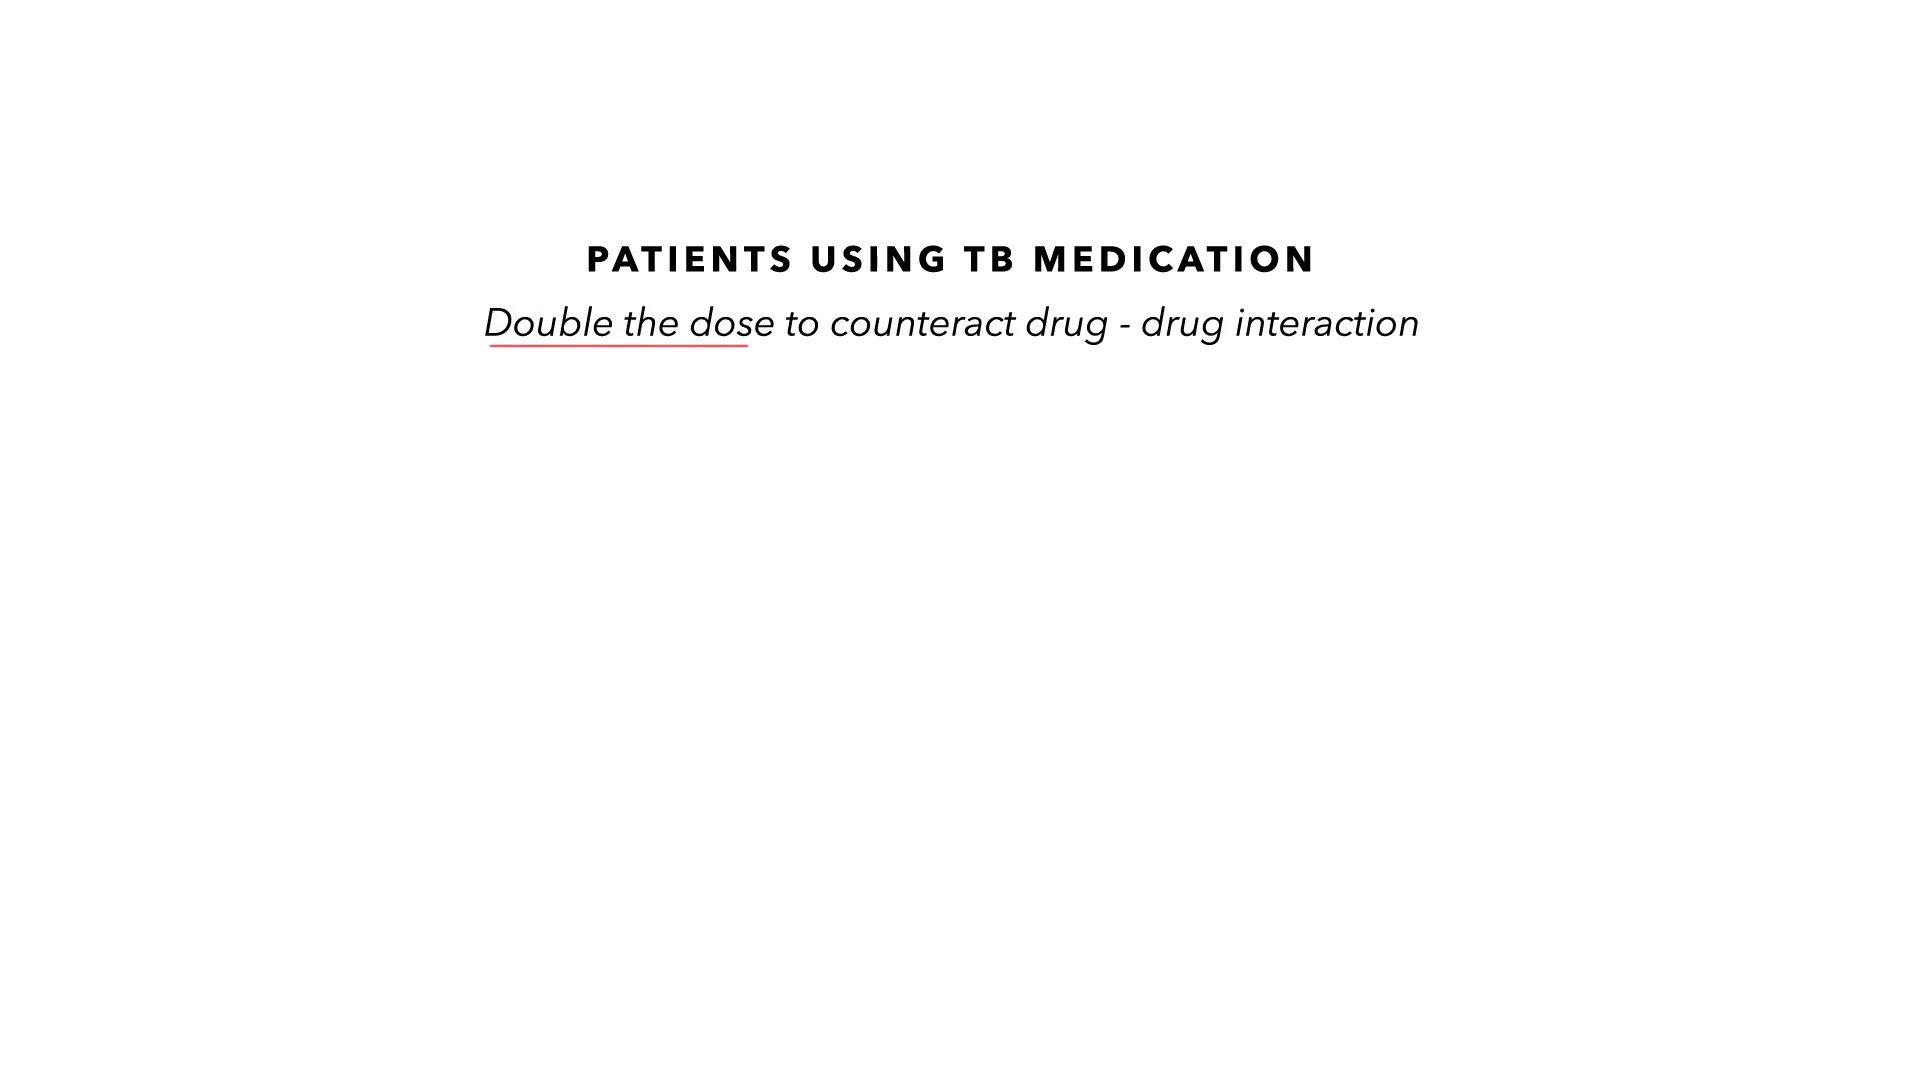 PATIENTS USING TB MEDICATION
Double the dose to counteract drug - drug interaction